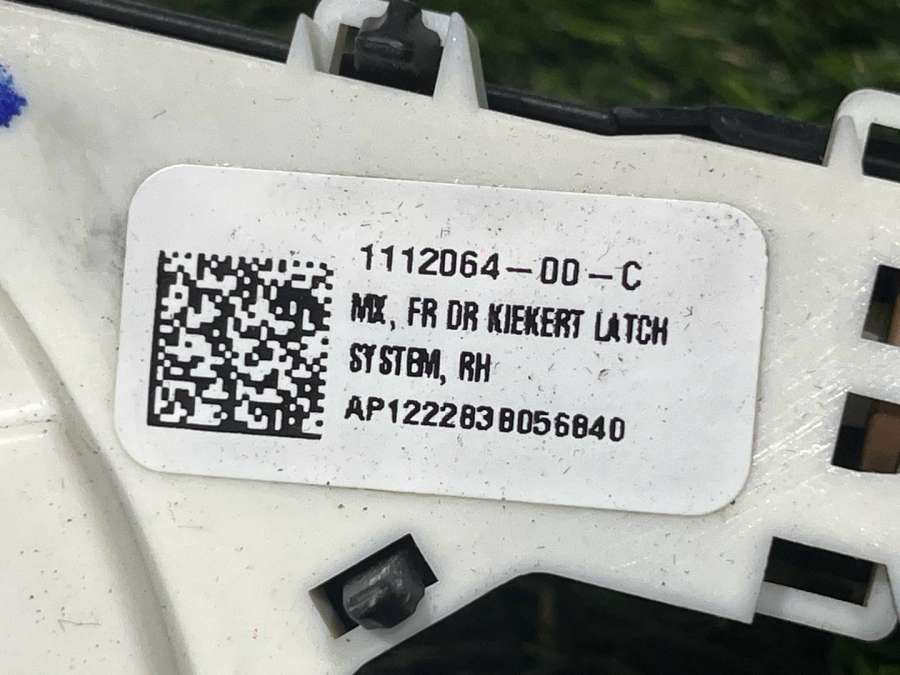 1112064-00-C
MX, FR DR KIEKERT LATCH
SYSTEM, RH
AP122283B056840